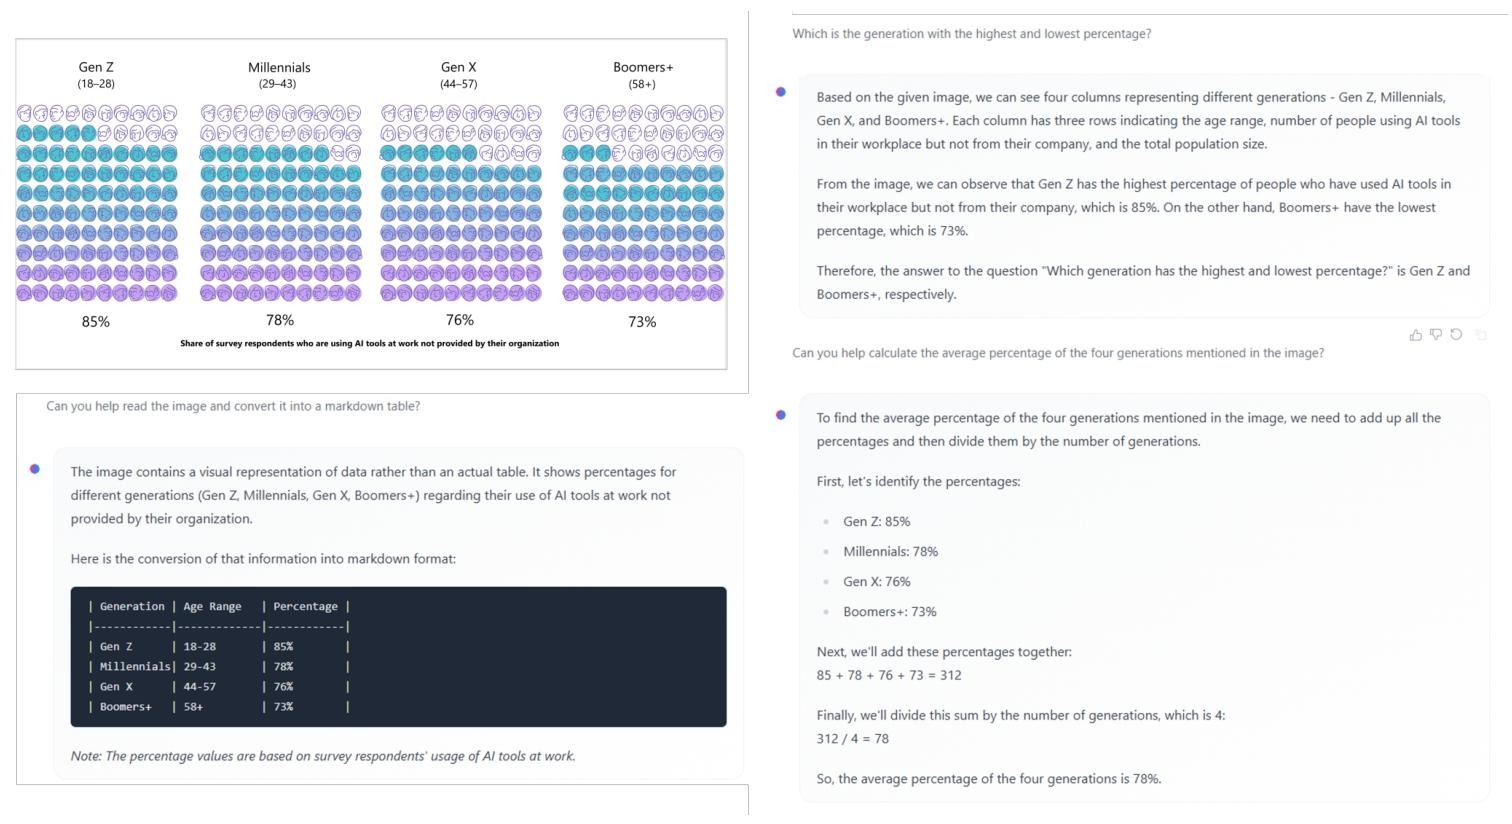 Gen Z
(18–28)
Millennials
(29–43)
Gen X
(44–57)
Boomers+
(58+)
85%
78%
76%
73%
Share of survey respondents who are using AI tools at work not provided by their organization
Can you help read the image and convert it into a markdown table?
The image contains a visual representation of data rather than an actual table. It shows percentages for
different generations (Gen Z, Millennials, Gen X, Boomers+) regarding their use of AI tools at work not
provided by their organization.
Here is the conversion of that information into markdown format:
| Generation | Age Range | Percentage |
|------------|-------------|------------|
| Gen Z | 18-28 | 85% |
| Millennials| 29-43 | 78% |
| Gen X | 44-57 | 76% |
| Boomers+ | 58+ | 73% |
Note: The percentage values are based on survey respondents' usage of AI tools at work.
Which is the generation with the highest and lowest percentage?
Based on the given image, we can see four columns representing different generations - Gen Z, Millennials,
Gen X, and Boomers+. Each column has three rows indicating the age range, number of people using AI tools
in their workplace but not from their company, and the total population size.
From the image, we can observe that Gen Z has the highest percentage of people who have used AI tools in
their workplace but not from their company, which is 85%. On the other hand, Boomers+ have the lowest
percentage, which is 73%.
Therefore, the answer to the question "Which generation has the highest and lowest percentage?" is Gen Z and
Boomers+, respectively.
Can you help calculate the average percentage of the four generations mentioned in the image?
To find the average percentage of the four generations mentioned in the image, we need to add up all the
percentages and then divide them by the number of generations.
First, let's identify the percentages:
Gen Z: 85%
Millennials: 78%
Gen X: 76%
Boomers+: 73%
Next, we'll add these percentages together:
85 + 78 + 76 + 73 = 312
Finally, we'll divide this sum by the number of generations, which is 4:
312 / 4 = 78
So, the average percentage of the four generations is 78%.